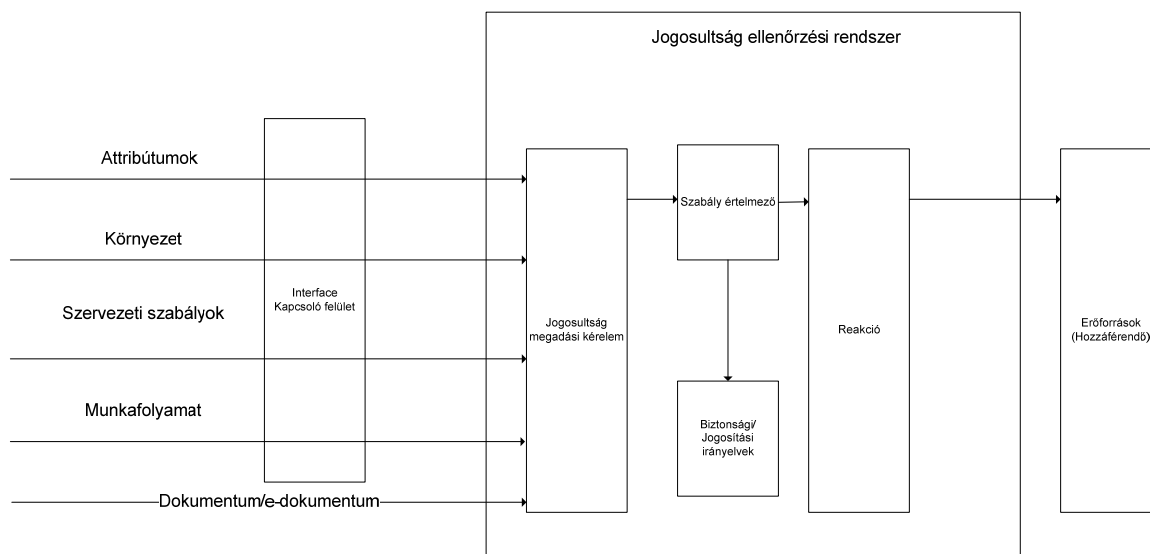 Jogosultság ellenőrzési rendszer
Attribútumok
Környezet
Szervezeti szabályok
Munkafolyamat
Dokumentum/e-dokumentum
Interface
Kapcsoló felület
Jogosultság
megadási kérelem
Szabály értelmező
Biztonsági/
Jogosítási
irányelvek
Reakció
Erőforrások
(Hozzáférendő)